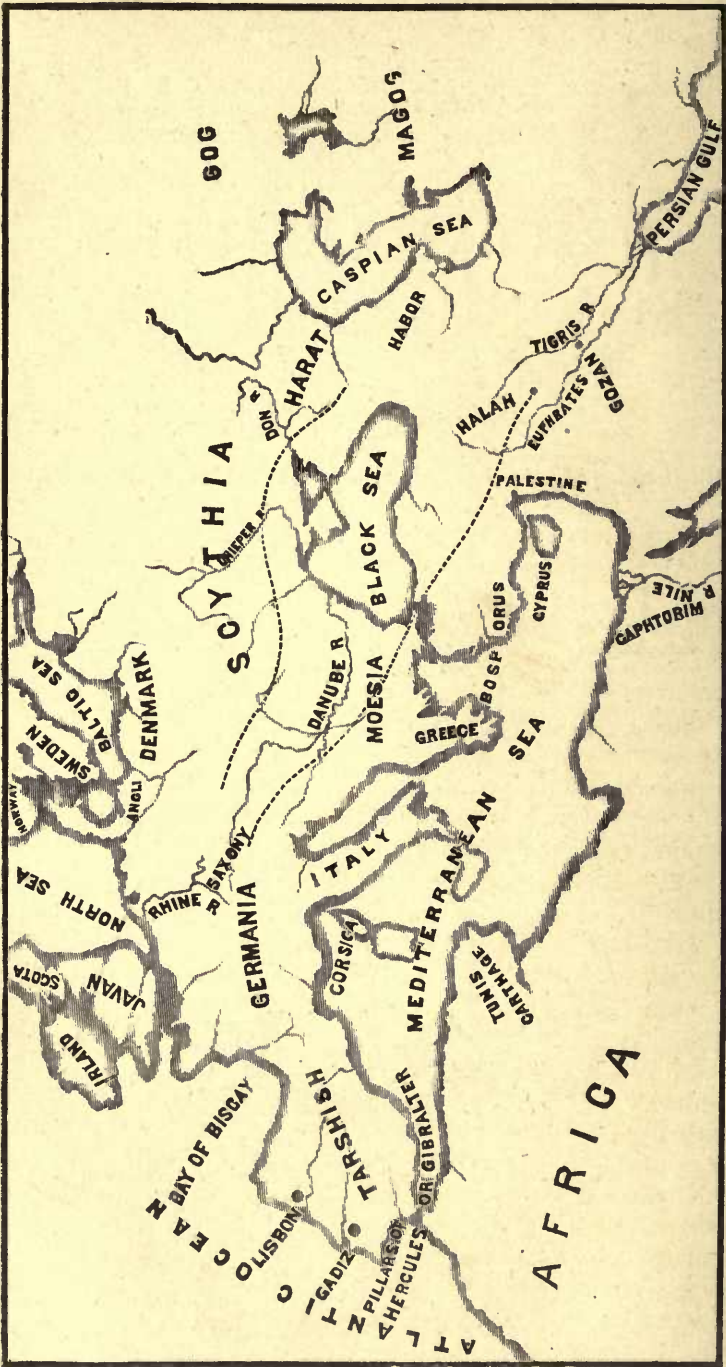 GOG
MAGOG
CASPIAN SEA
PERSIAN GULF
HARAT
HABOR
DON R.
TIGRIS R
HALAH
EUPHRATES
GOZAN
SCYTHIA
DNIEPER R
BLACK SEA
PALESTINE
CYPRUS
R. NILE
CAPHTORIM
BALTIC SEA
DENMARK
SWEDEN
NORWAY
ANGLI
DANUBE R
MOESIA
BOSPORUS
GREECE
NORTH SEA
RHINE R
SAXONY
GERMANIA
ITALY
MEDITERRANEAN SEA
CORSICA
SCOTA
JAVAN
IRLAND
TUNIS
CARTHAGE
BAY OF BISCAY
TARSHISH
LISBON
GADIZ
PILLARS OF
HERCULES
OR GIBRALTER
ATLANTIC OCEAN
AFRICA